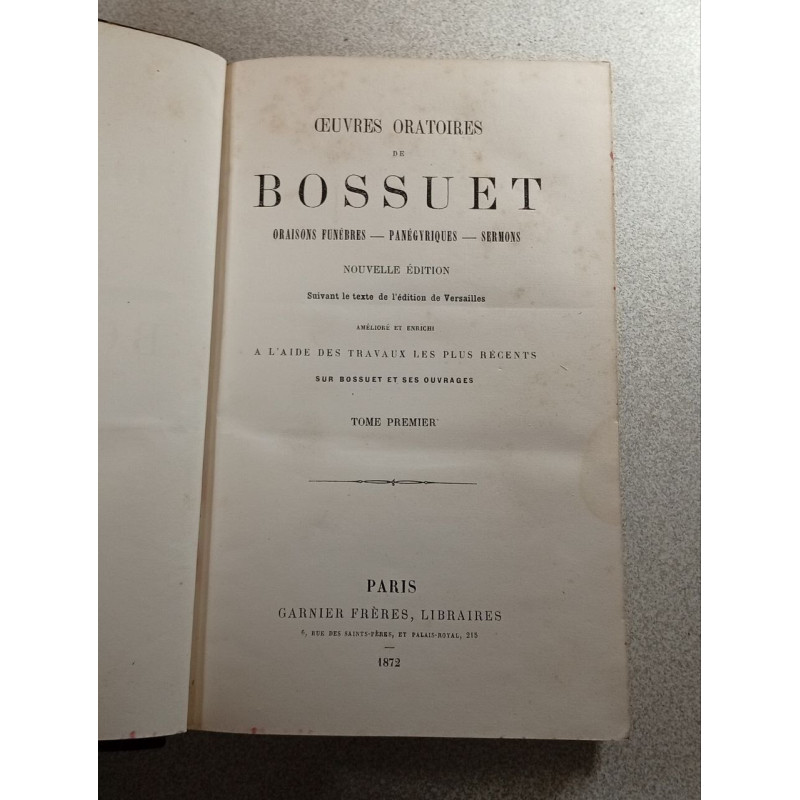 ŒUVRES ORATOIRES
DE
BOSSUET
ORAISONS FUNÈBRES — PANÉGYRIQUES — SERMONS
NOUVELLE ÉDITION
Suivant le texte de l'édition de Versailles
AMÉLIORÉ ET ENRICHI
A L'AIDE DES TRAVAUX LES PLUS RÉCENTS
SUR BOSSUET ET SES OUVRAGES
TOME PREMIER
PARIS
GARNIER FRÈRES, LIBRAIRES
6, RUE DES SAINTS-PÈRES, ET PALAIS-ROYAL, 215
1872